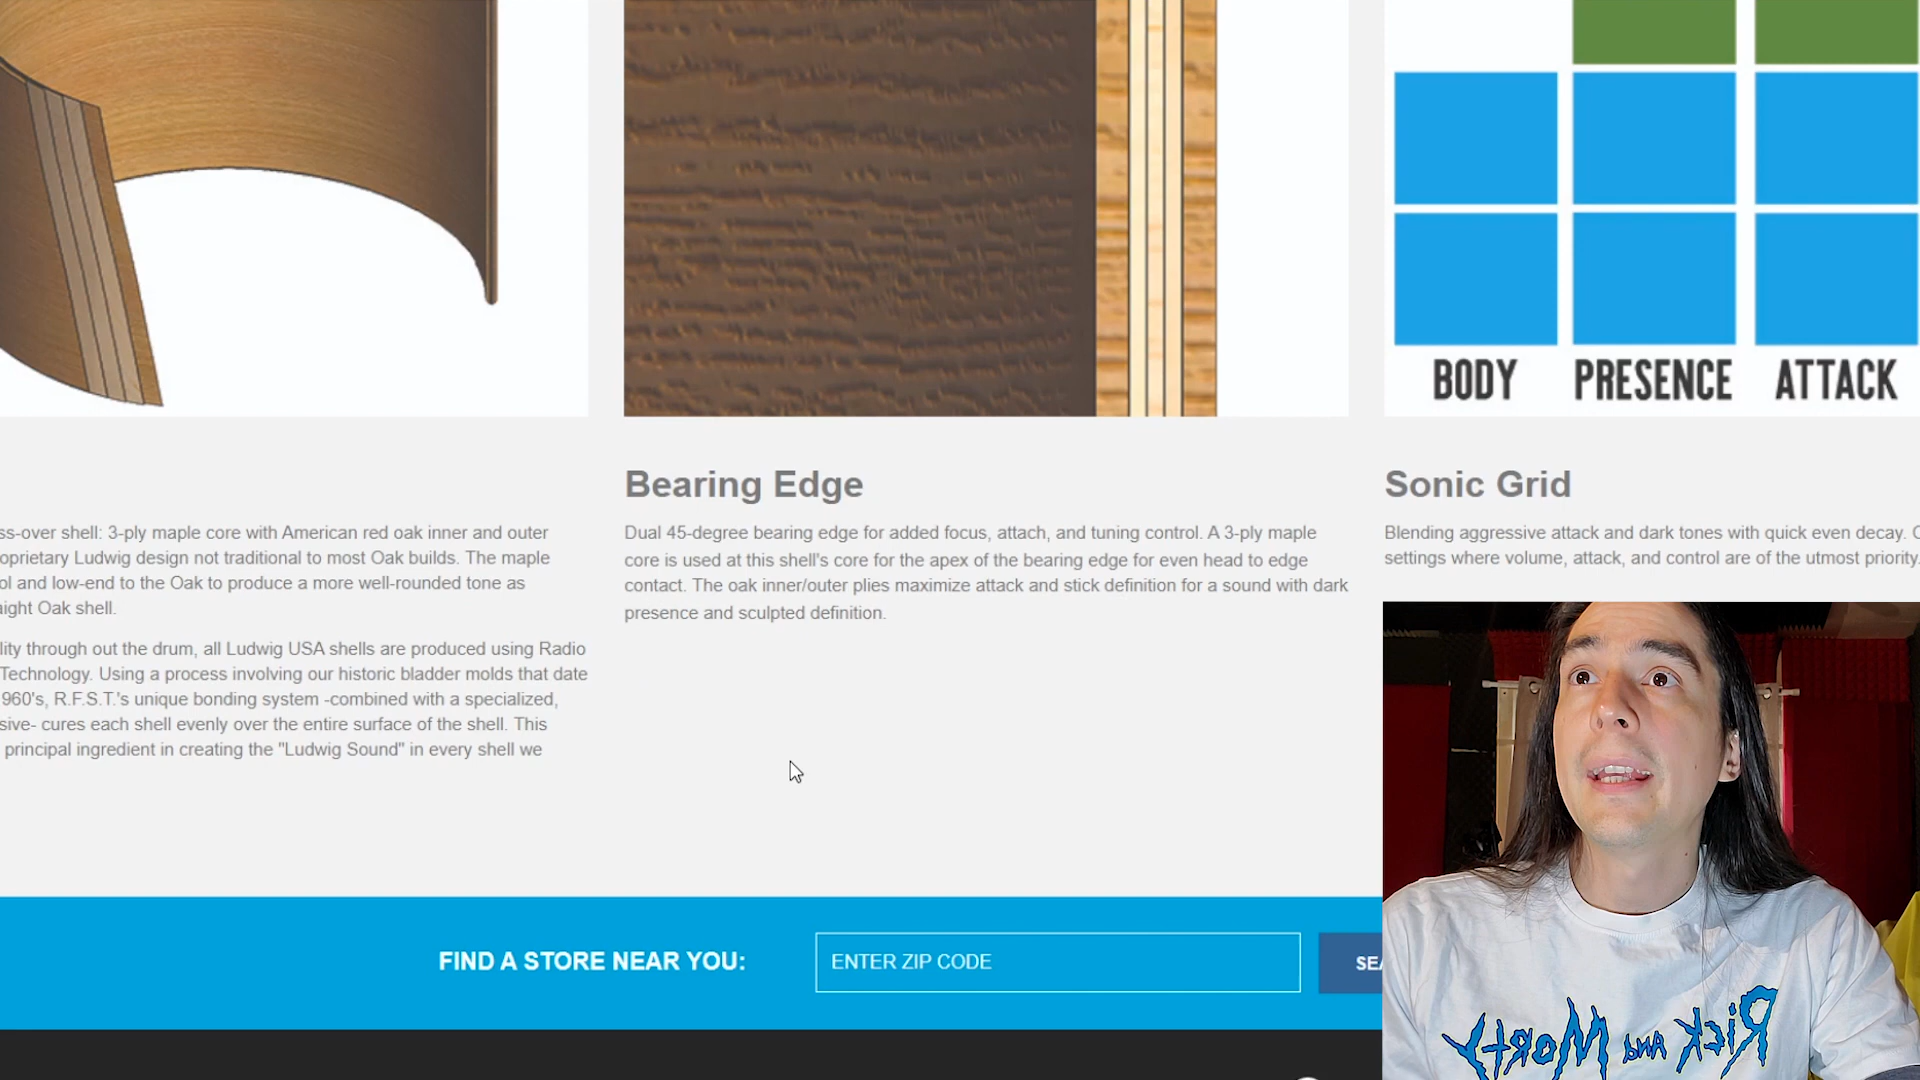 BODY PRESENCE ATTACK
ss-over shell: 3-ply maple core with American red oak inner and outer
oprietary Ludwig design not traditional to most Oak builds. The maple
ol and low-end to the Oak to produce a more well-rounded tone as
aight Oak shell.
lity through out the drum, all Ludwig USA shells are produced using Radio
Technology. Using a process involving our historic bladder molds that date
960's, R.F.S.T.'s unique bonding system -combined with a specialized,
sive- cures each shell evenly over the entire surface of the shell. This
principal ingredient in creating the "Ludwig Sound" in every shell we
Bearing Edge
Dual 45-degree bearing edge for added focus, attach, and tuning control. A 3-ply maple
core is used at this shell's core for the apex of the bearing edge for even head to edge
contact. The oak inner/outer plies maximize attack and stick definition for a sound with dark
presence and sculpted definition.
Sonic Grid
Blending aggressive attack and dark tones with quick even decay.
settings where volume, attack, and control are of the utmost priority.
FIND A STORE NEAR YOU:
ENTER ZIP CODE
SEA
Rick and Morty